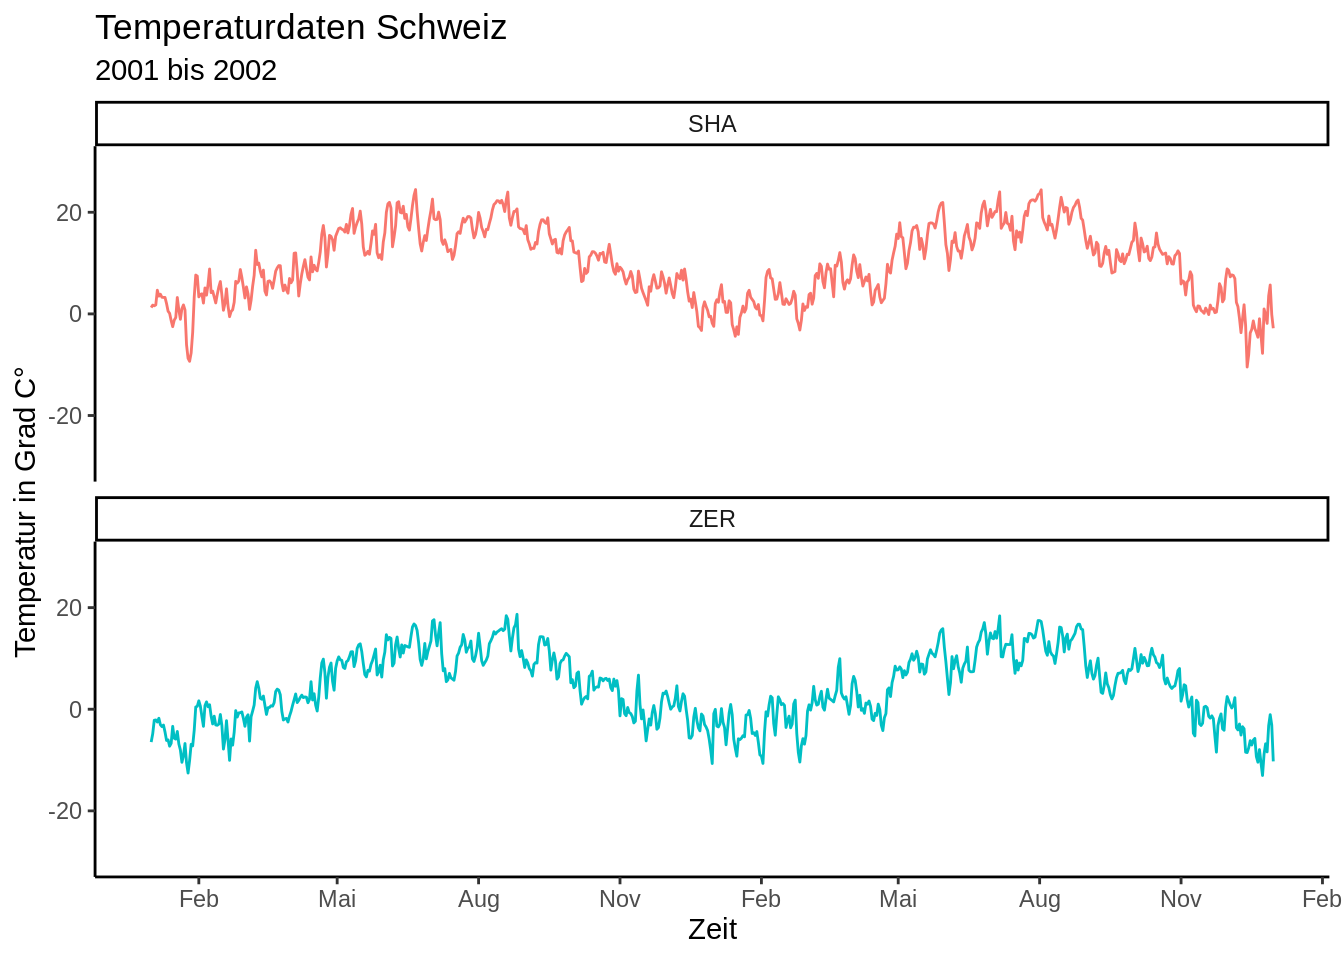 Temperaturdaten Schweiz
2001 bis 2002
SHA
20
0
-20
ZER
20
0
-20
Temperatur in Grad C°
Feb Mai Aug Nov Feb Mai Aug Nov Feb
Zeit